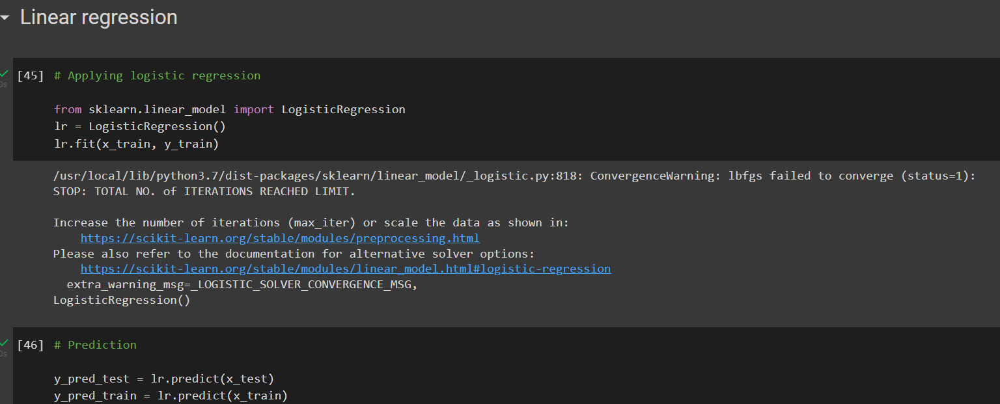 Linear regression
[45] # Applying logistic regression
0s
from sklearn.linear_model import LogisticRegression
lr = LogisticRegression()
lr.fit(x_train, y_train)
/usr/local/lib/python3.7/dist-packages/sklearn/linear_model/_logistic.py:818: ConvergenceWarning: lbfgs failed to converge (status=1):
STOP: TOTAL NO. of ITERATIONS REACHED LIMIT.
Increase the number of iterations (max_iter) or scale the data as shown in:
https://scikit-learn.org/stable/modules/preprocessing.html
Please also refer to the documentation for alternative solver options:
https://scikit-learn.org/stable/modules/linear_model.html#logistic-regression
extra_warning_msg=_LOGISTIC_SOLVER_CONVERGENCE_MSG,
LogisticRegression()
[46] # Prediction
0s
y_pred_test = lr.predict(x_test)
y_pred_train = lr.predict(x_train)